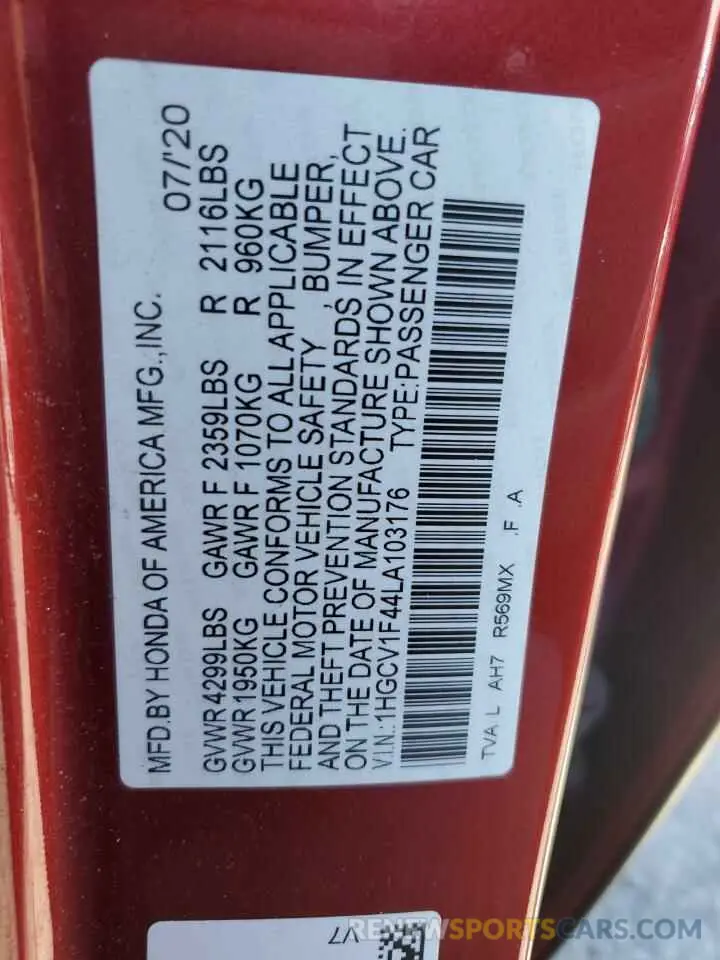 MFD.BY HONDA OF AMERICA MFG.,INC. 07/'20
GVWR 4299LBS GAWR F 2359LBS R 2116LBS
GVWR 1950KG GAWR F 1070KG R 960KG
THIS VEHICLE CONFORMS TO ALL APPLICABLE
FEDERAL MOTOR VEHICLE SAFETY , BUMPER,
AND THEFT PREVENTION STANDARDS IN EFFECT
ON THE DATE OF MANUFACTURE SHOWN ABOVE.
V.I.N.:1HGCV1F44LA103176 TYPE:PASSENGER CAR
TVA L AH7 R569MX .F .A
V7
RENEWSPORTSCARS.COM